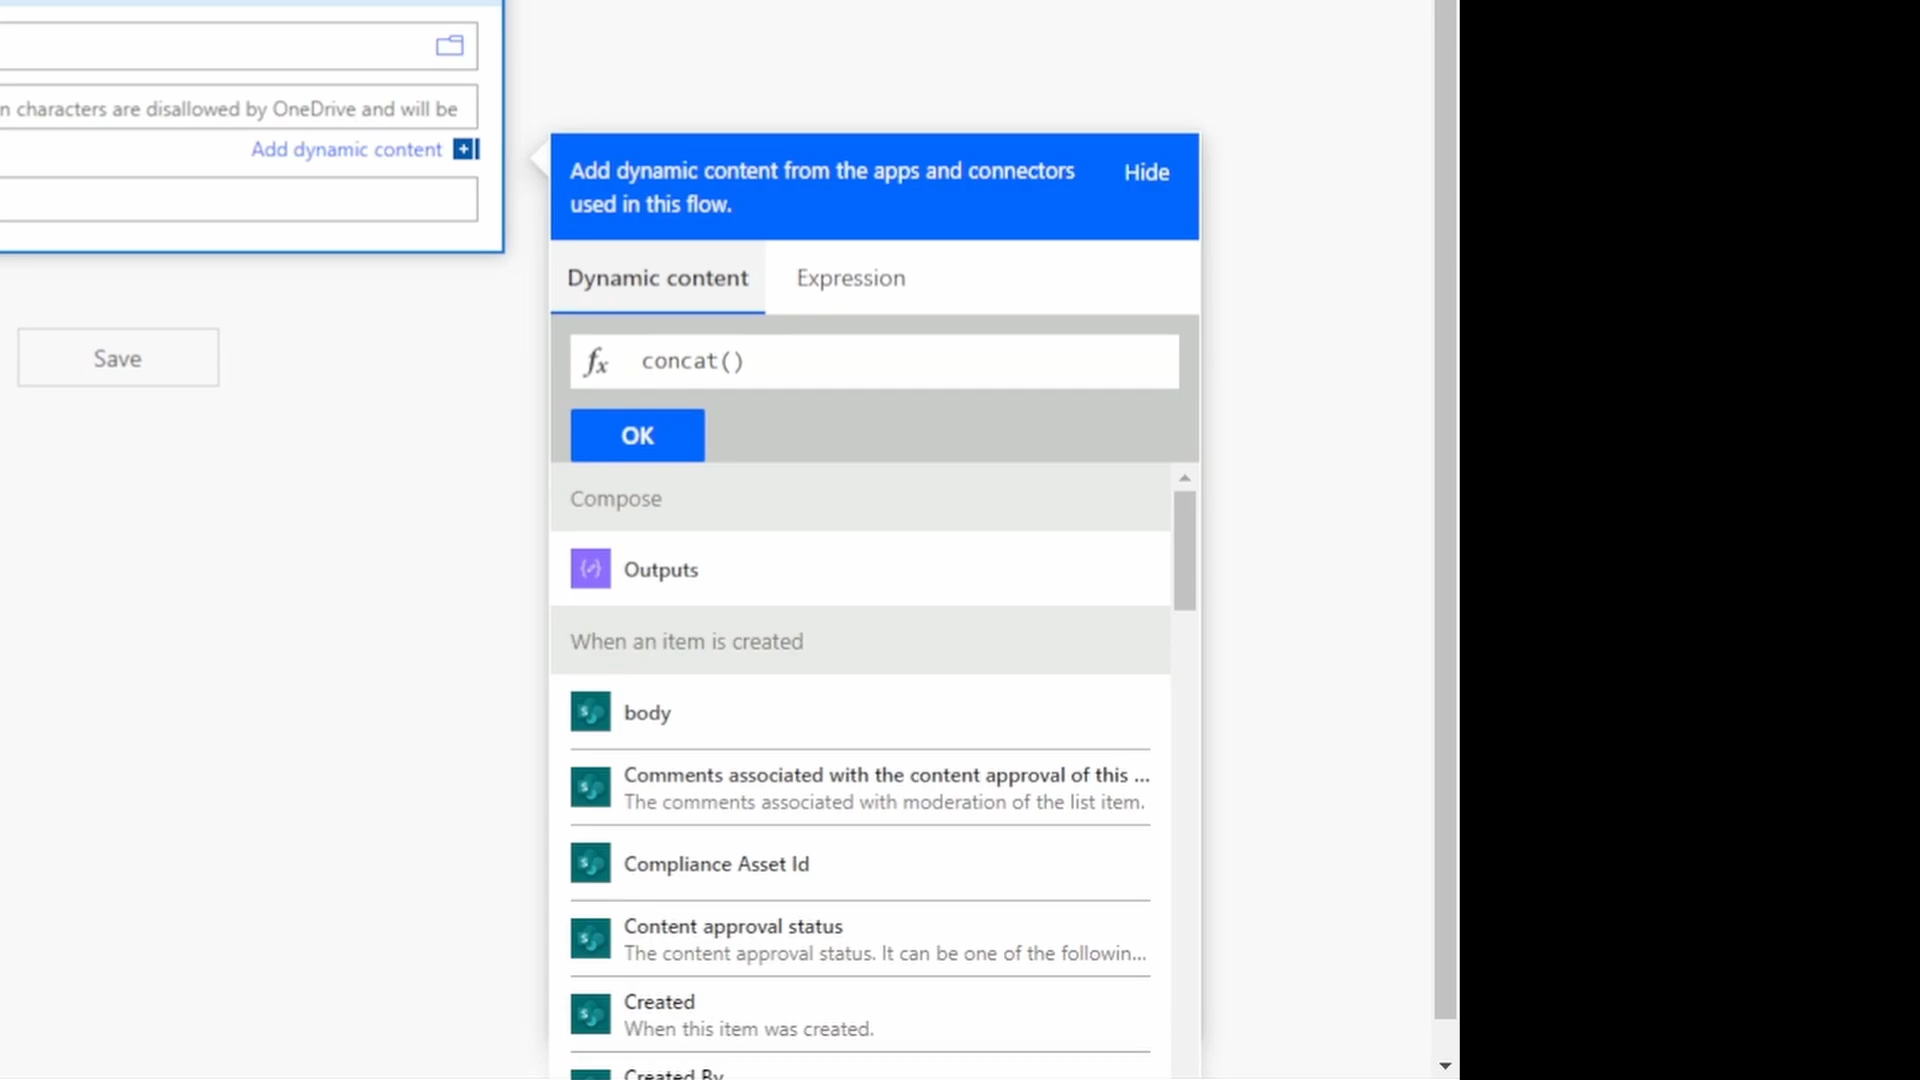 n characters are disallowed by OneDrive and will be
Add dynamic content
Save
Add dynamic content from the apps and connectors
used in this flow.
Hide
Dynamic content
Expression
fx concat()
OK
Compose
Outputs
When an item is created
body
Comments associated with the content approval of this ...
The comments associated with moderation of the list item.
Compliance Asset Id
Content approval status
The content approval status. It can be one of the followin...
Created
When this item was created.
Created By